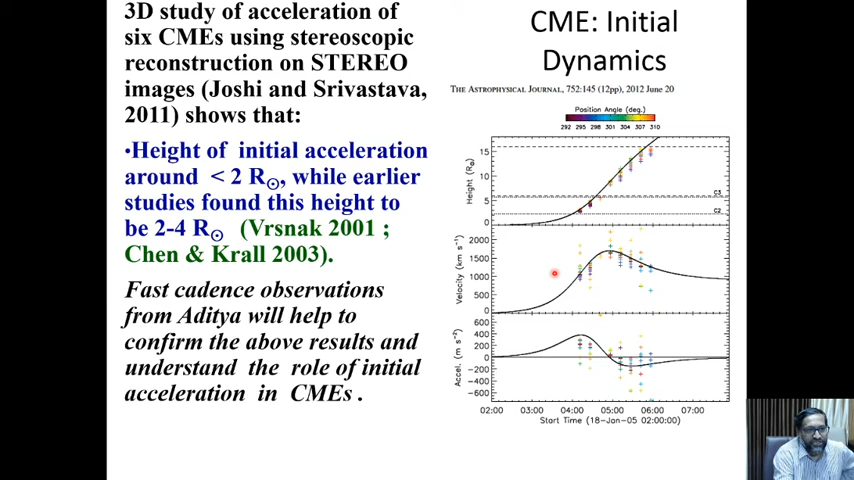 3D study of acceleration of
six CMEs using stereoscopic
reconstruction on STEREO
images (Joshi and Srivastava,
2011) shows that:
•Height of initial acceleration
around < 2 R⊙, while earlier
studies found this height to
be 2-4 R⊙ (Vrsnak 2001 ;
Chen & Krall 2003).
Fast cadence observations
from Aditya will help to
confirm the above results and
understand the role of initial
acceleration in CMEs .
CME: Initial
Dynamics
THE ASTROPHYSICAL JOURNAL, 752:145 (12pp), 2012 June 20
Position Angle (deg.)
292 295 298 301 304 307 310
Height (R⊙)
15
10
5
0
C3
C2
Velocity (km s⁻¹)
2000
1500
1000
500
0
Accel. (m s⁻²)
600
400
200
0
-200
-400
-600
02:00 03:00 04:00 05:00 06:00 07:00
Start Time (18-Jan-05 02:00:00)